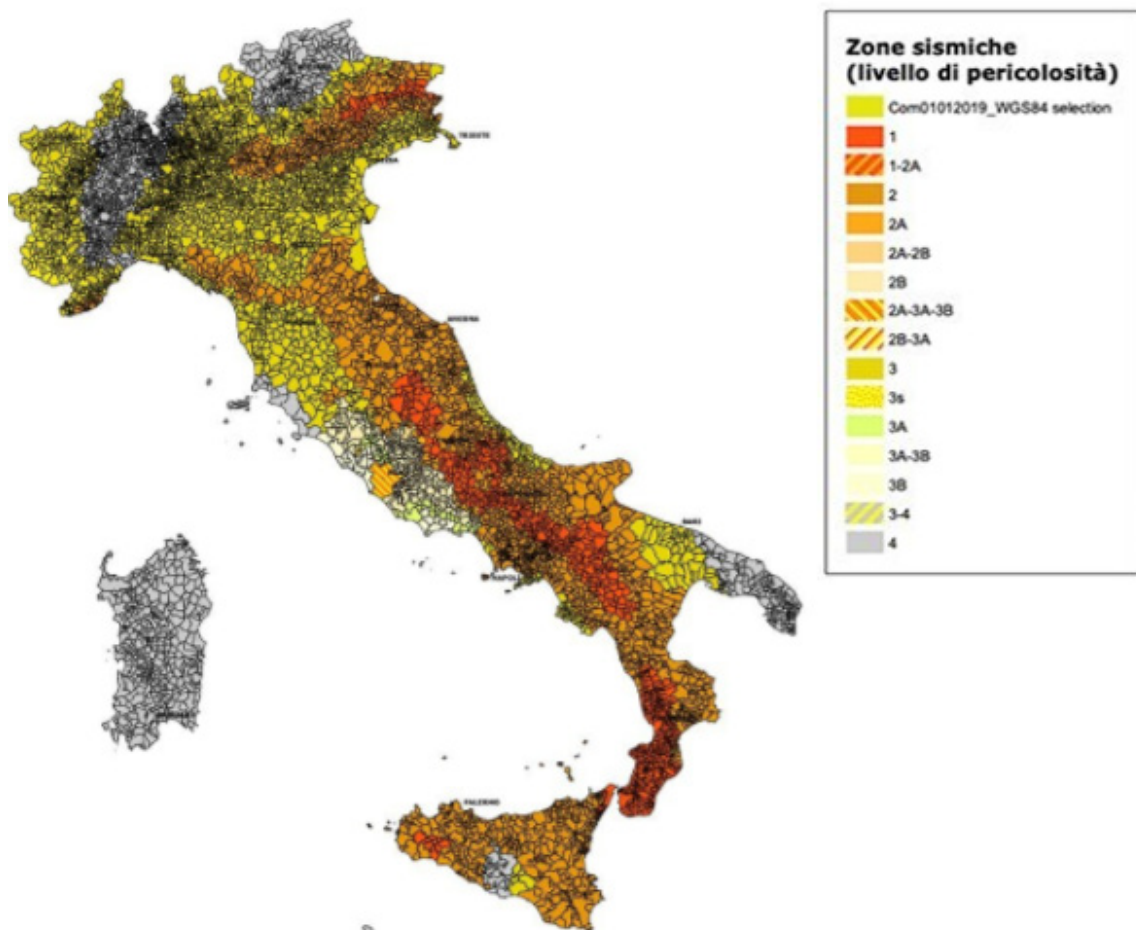 Zone sismiche
(livello di pericolosità)
Com01012019_WGS84 selection
1
1-2A
2
2A
2A-2B
2B
2A-3A-3B
2B-3A
3
3s
3A
3A-3B
3B
3-4
4
TRIESTE
ANCONA
BARI
NAPOLI
PALERMO